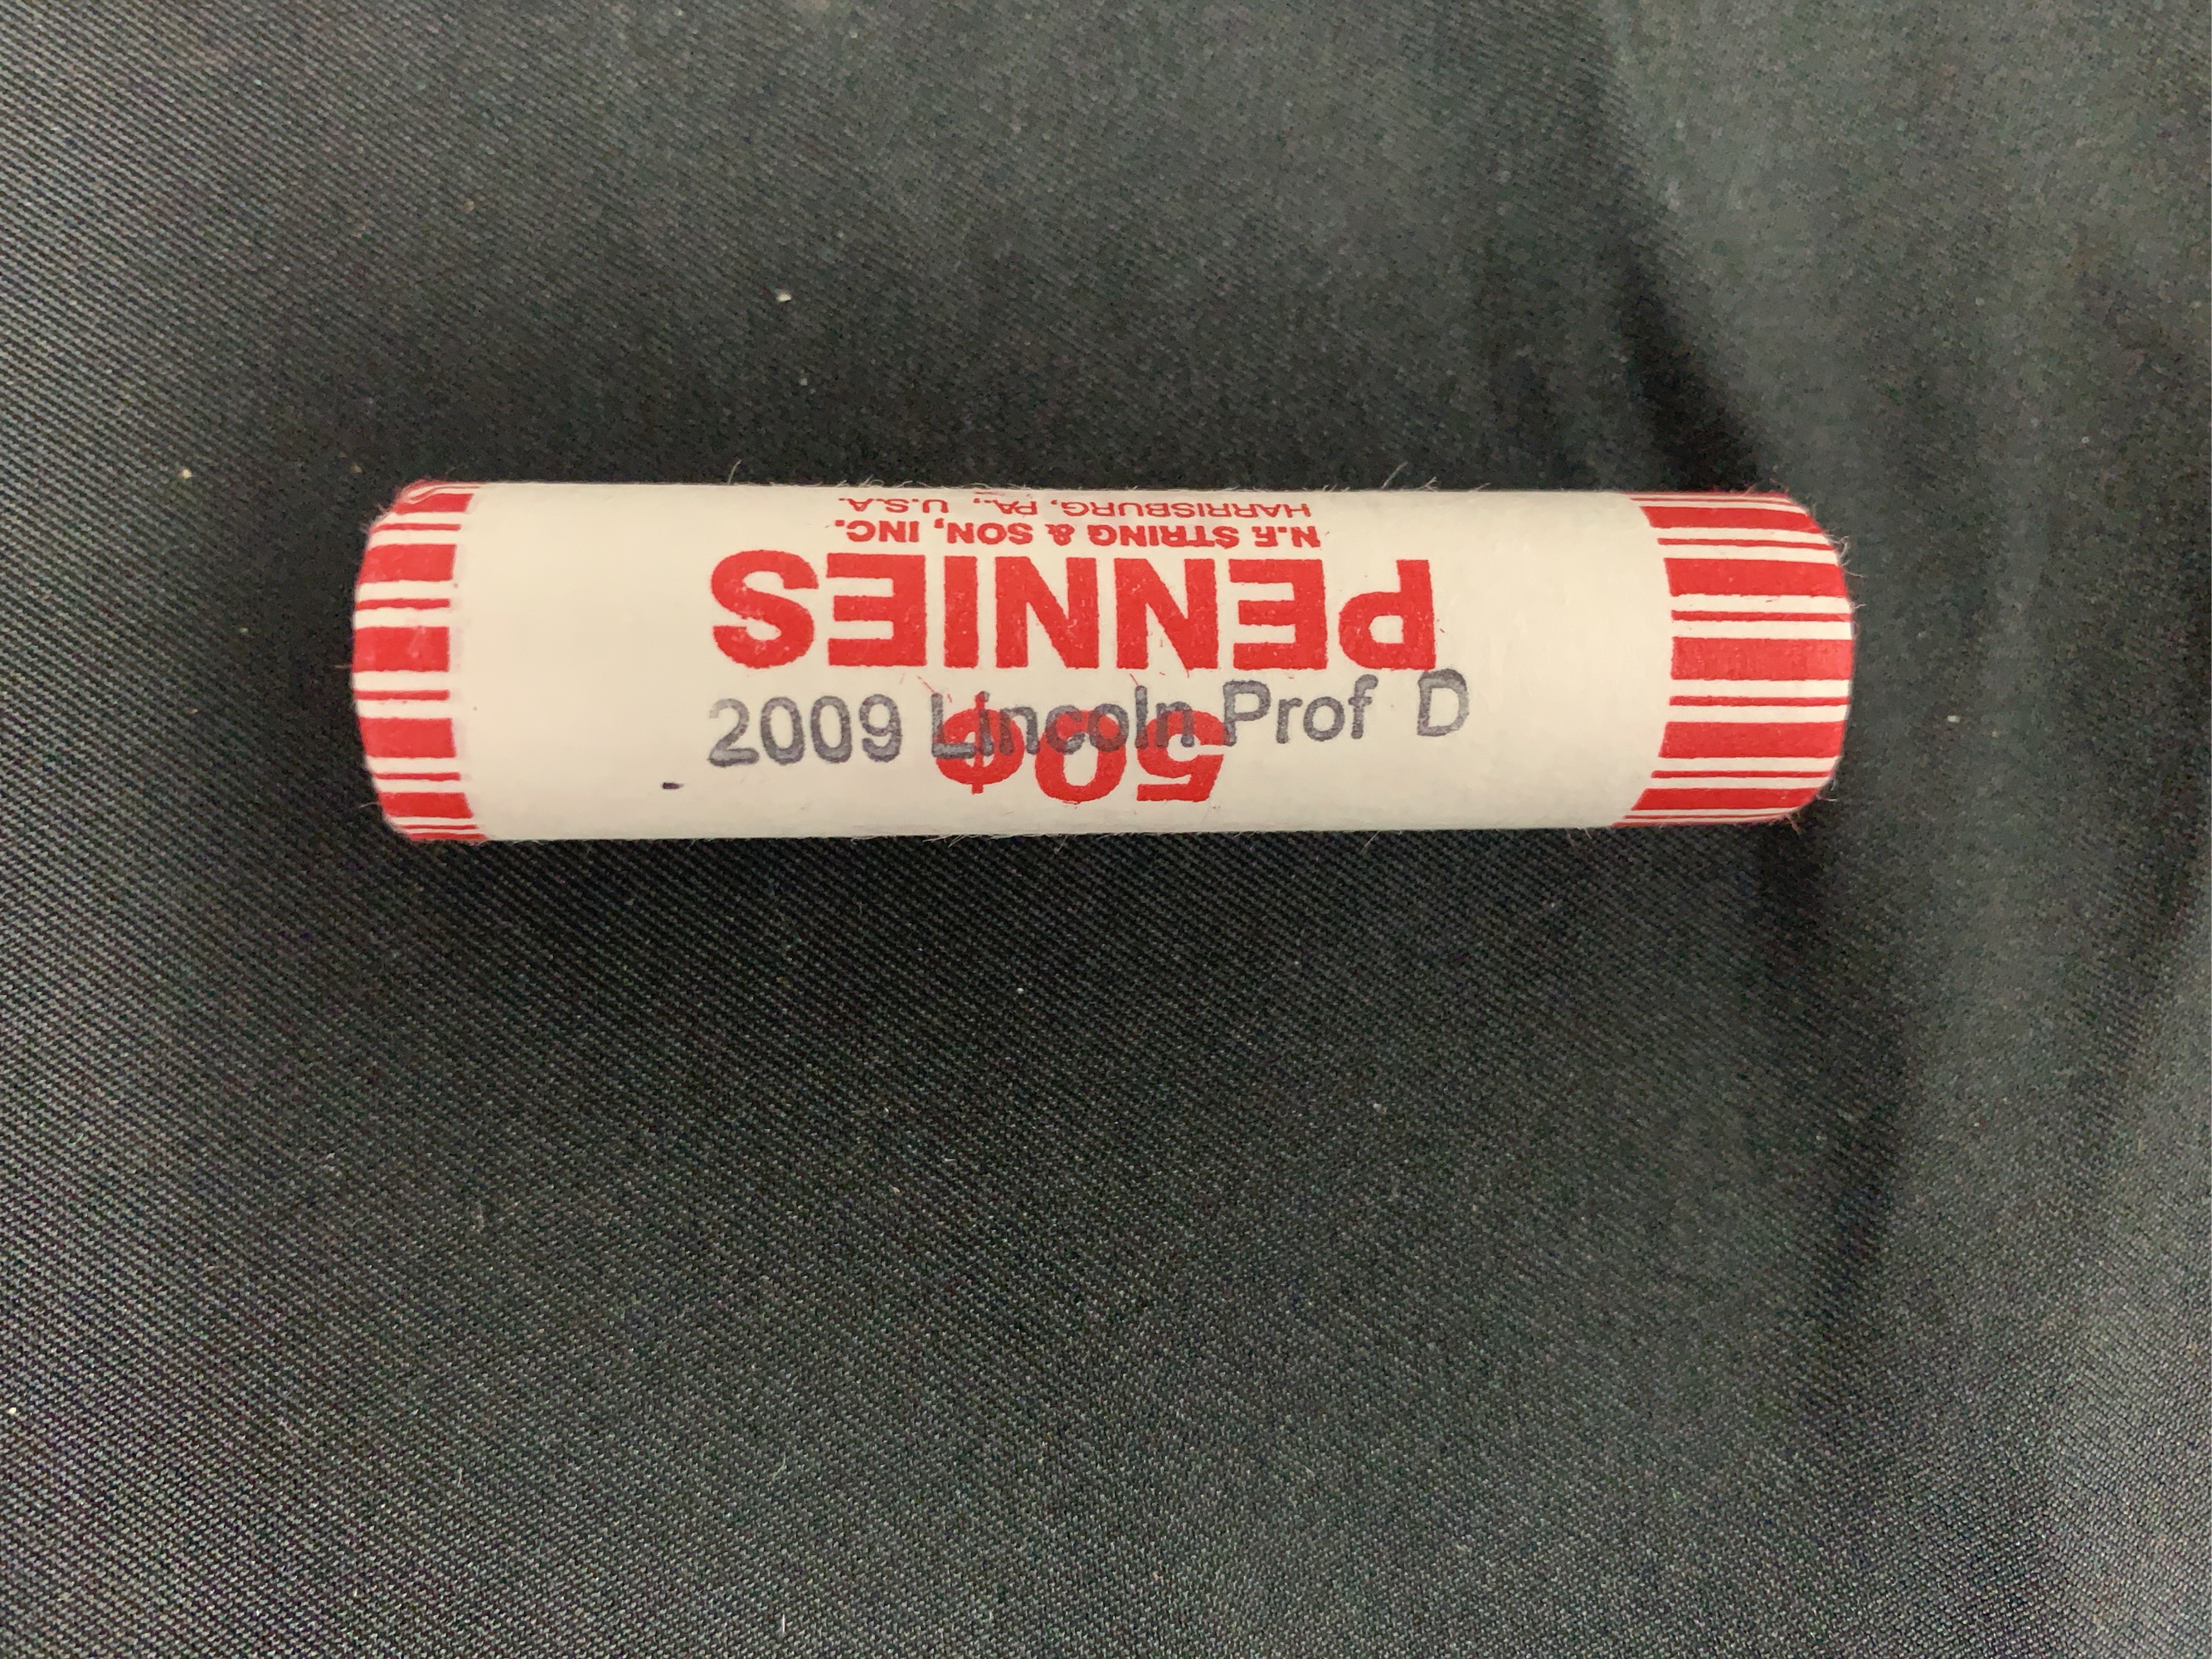 50¢
PENNIES
N.F. STRING & SON, INC.
HARRISBURG, PA., U.S.A.
2009 Lincoln Prof D